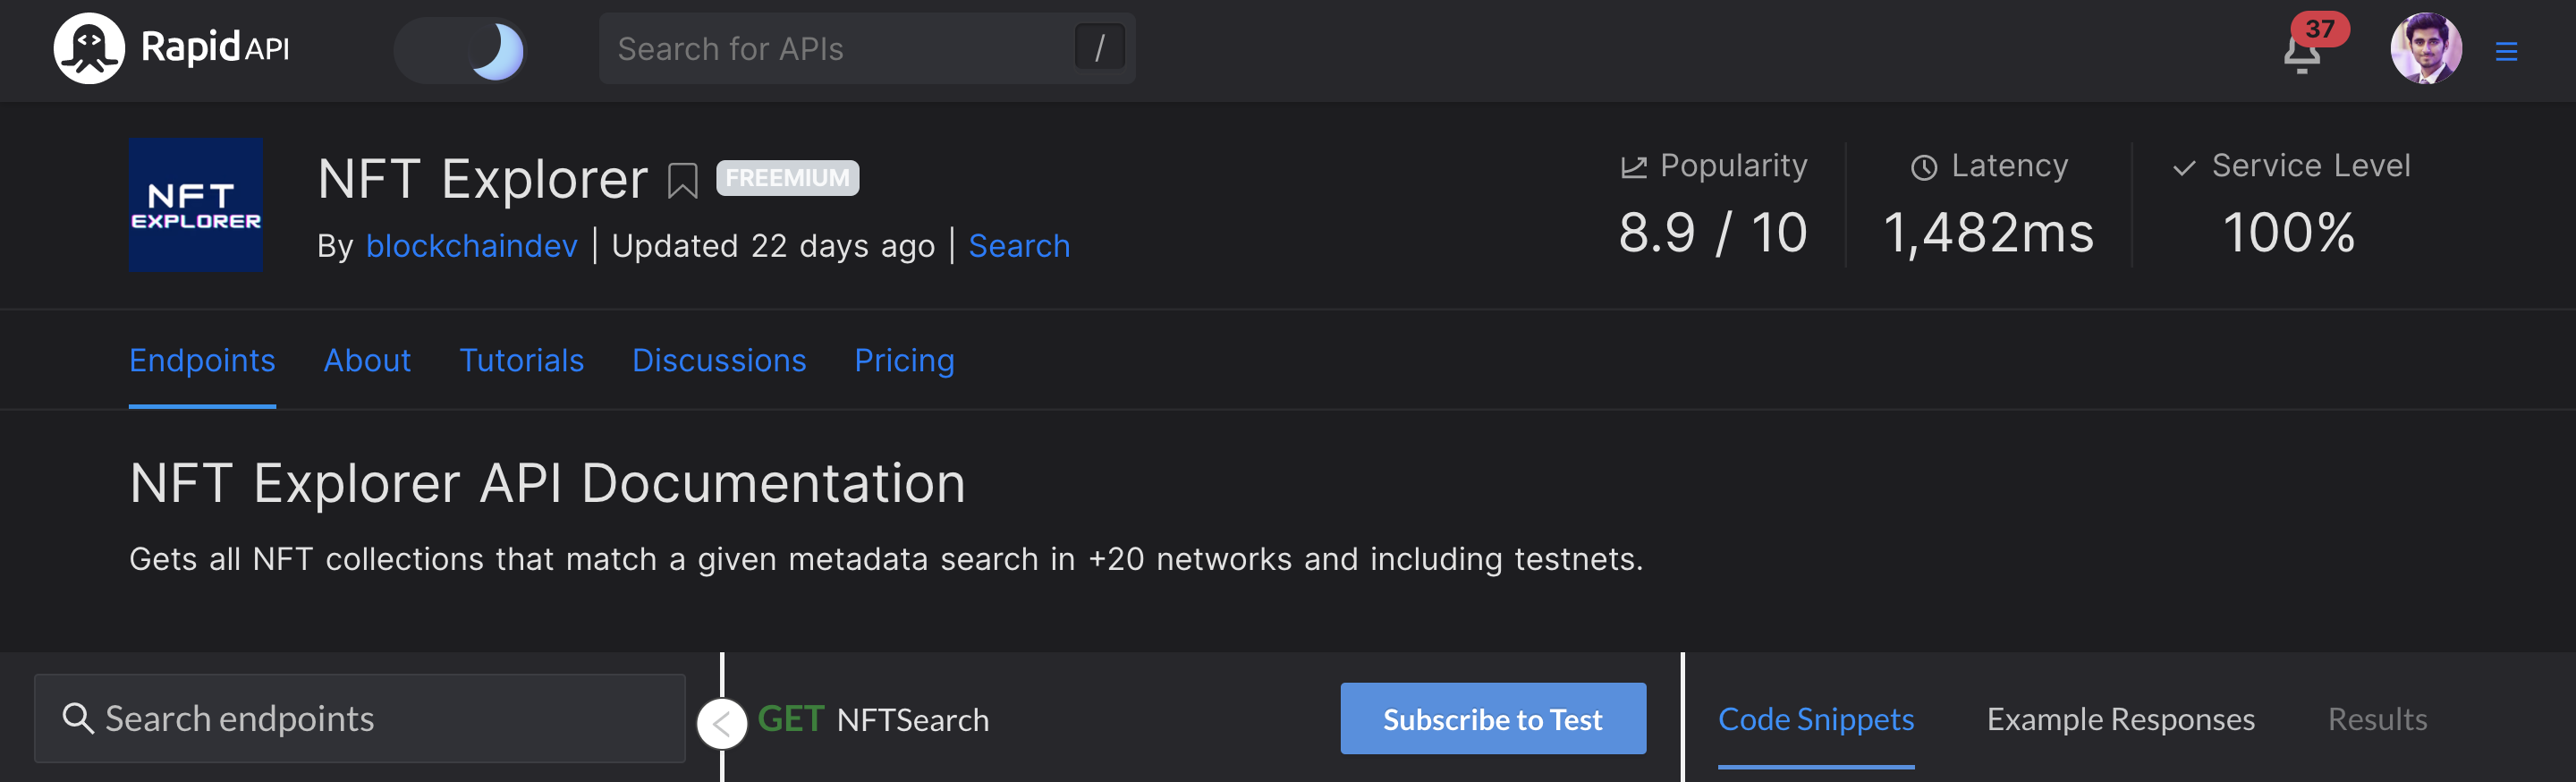 RapidAPI
Search for APIs /
37
NFT EXPLORER
NFT Explorer FREEMIUM
By blockchaindev | Updated 22 days ago | Search
Popularity
8.9 / 10
Latency
1,482ms
Service Level
100%
Endpoints About Tutorials Discussions Pricing
NFT Explorer API Documentation
Gets all NFT collections that match a given metadata search in +20 networks and including testnets.
Search endpoints
GET NFTSearch
Subscribe to Test
Code Snippets Example Responses Results